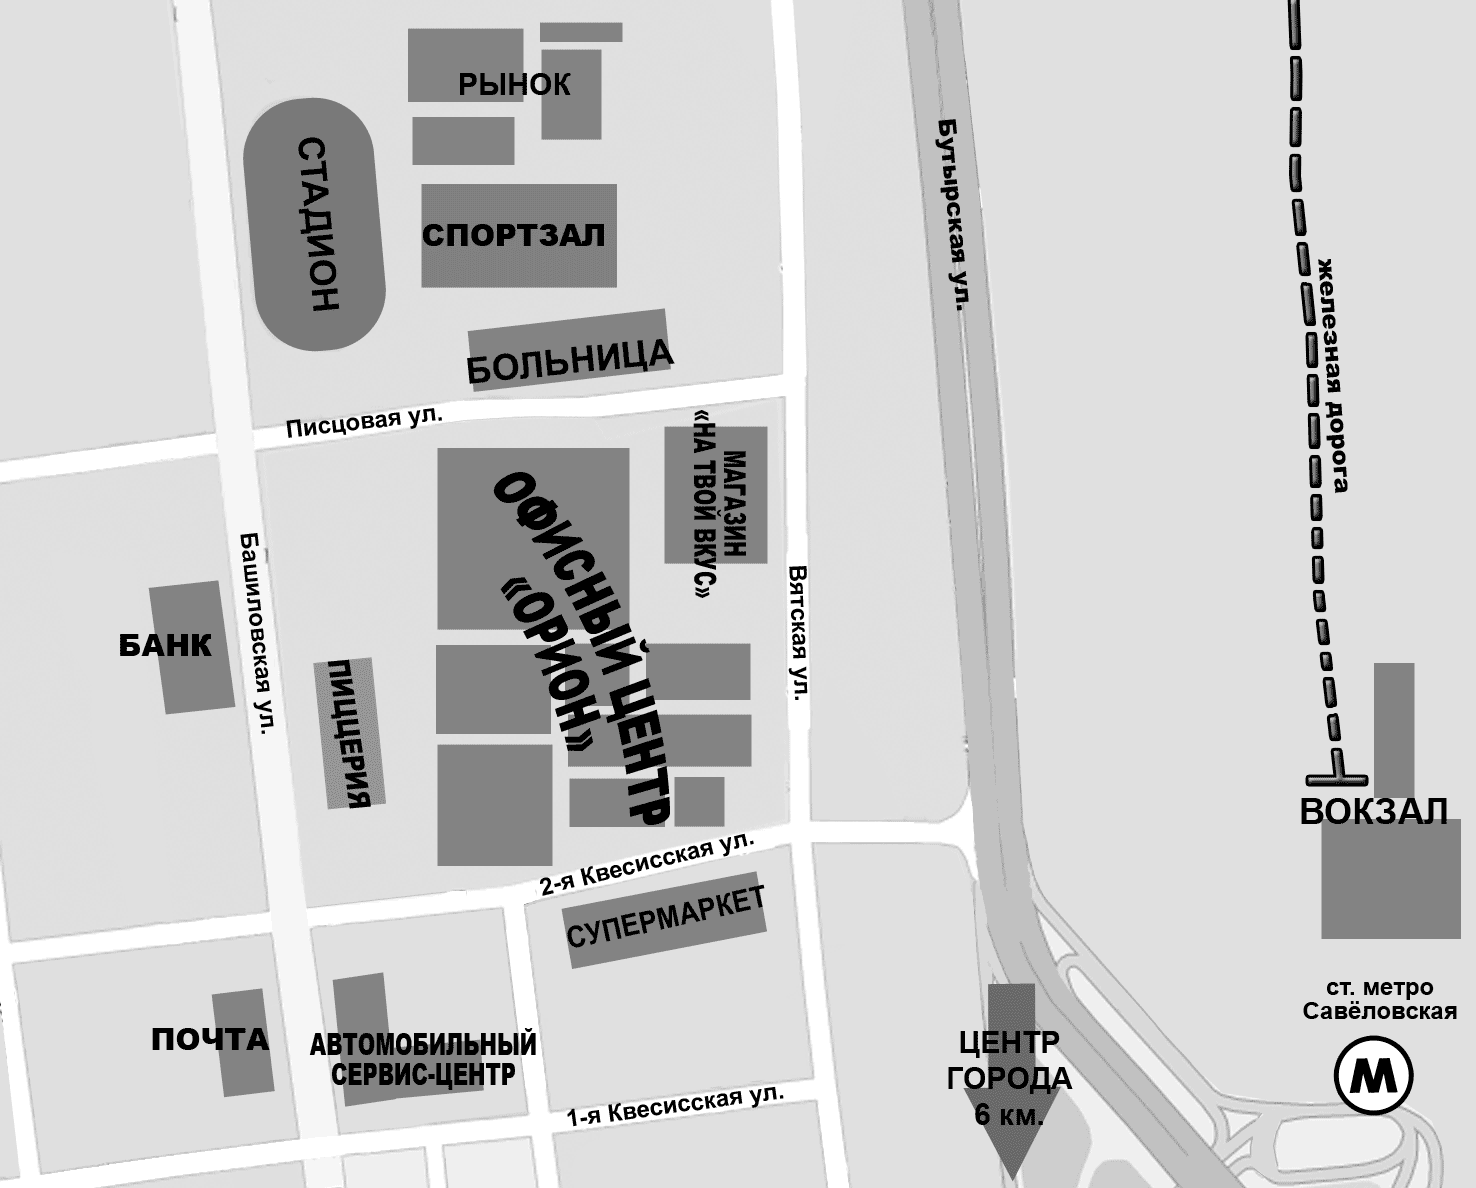 РЫНОК
СТАДИОН
Бутырская ул.
СПОРТЗАЛ
железная дорога
БОЛЬНИЦА
Писцовая ул.
МАГАЗИН
«НА ТВОЙ ВКУС»
ОФИСНЫЙ ЦЕНТР
«ОРИОН»
Башиловская ул.
Вятская ул.
БАНК
ПИЦЦЕРИЯ
ВОКЗАЛ
2-я Квесисская ул.
СУПЕРМАРКЕТ
ст. метро
Савёловская
М
ПОЧТА
АВТОМОБИЛЬНЫЙ
СЕРВИС-ЦЕНТР
ЦЕНТР
ГОРОДА
6 км.
1-я Квесисская ул.